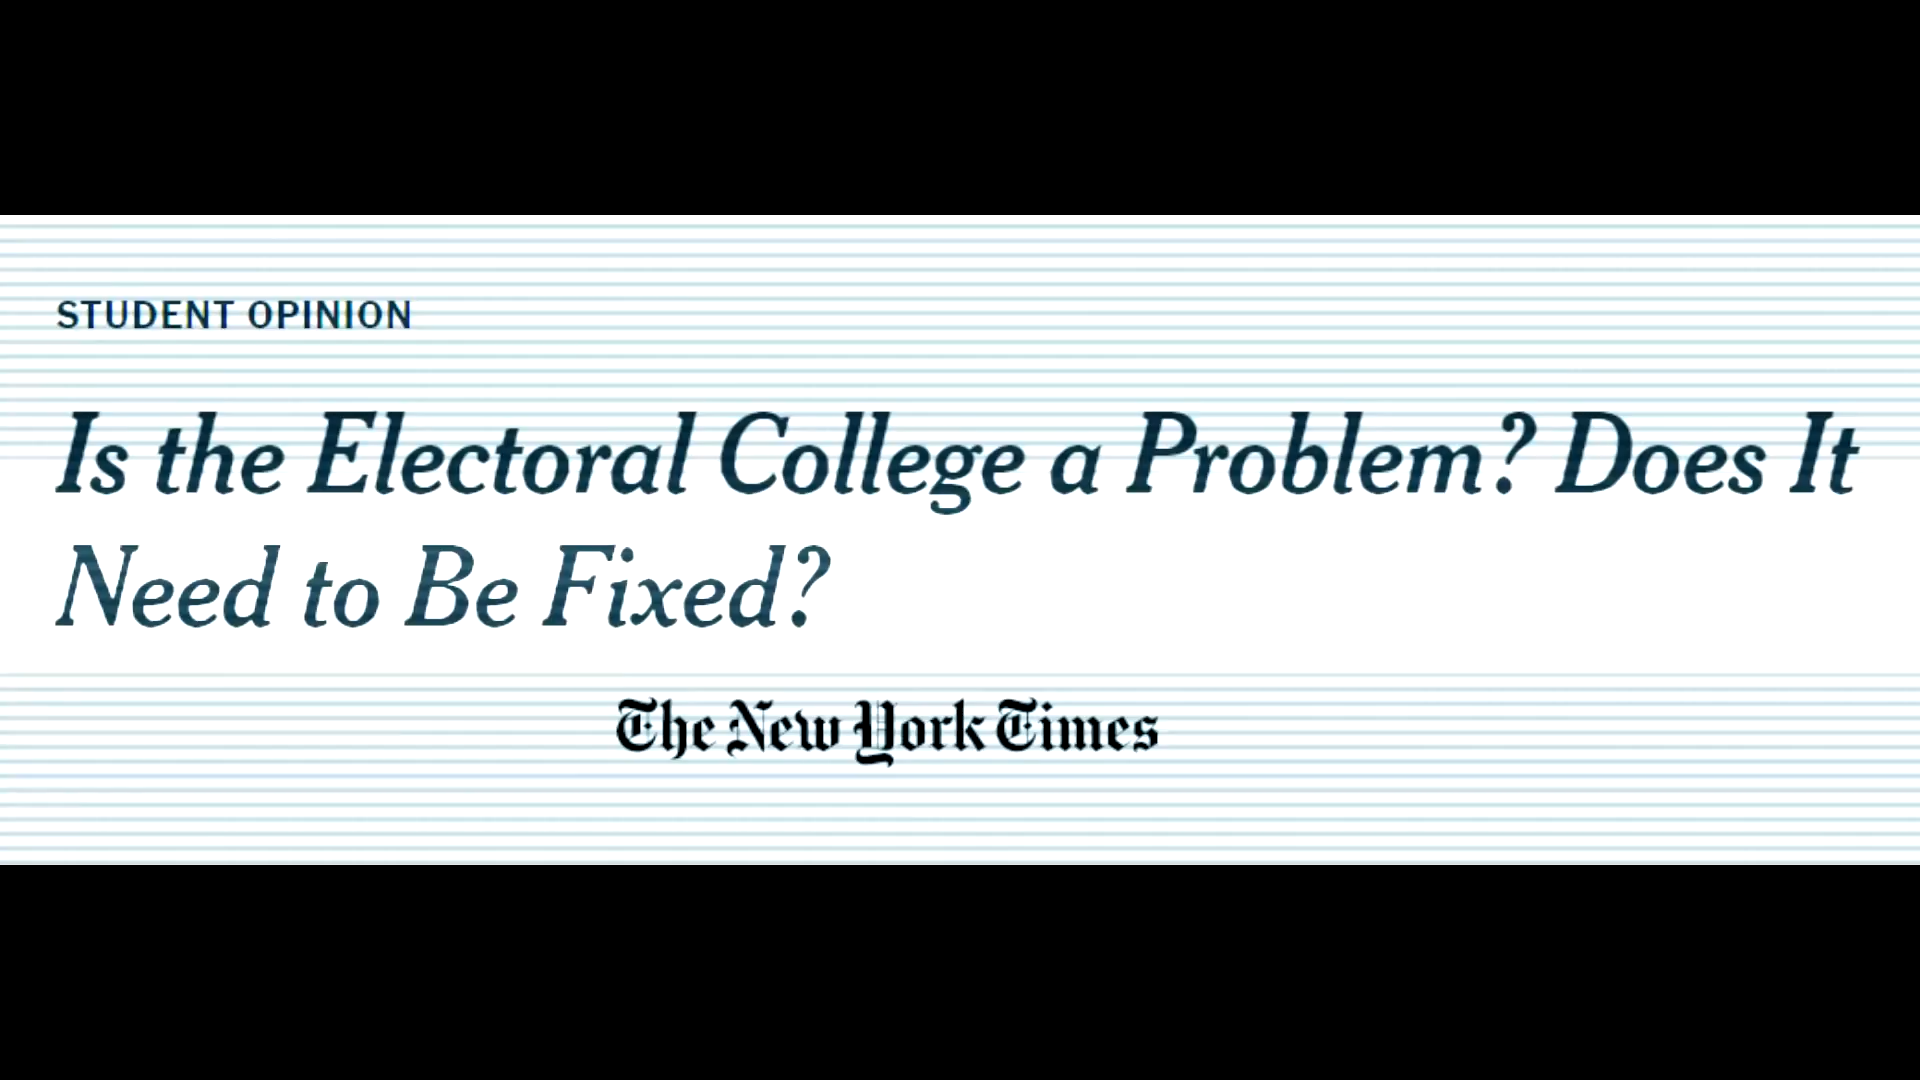 STUDENT OPINION
Is the Electoral College a Problem? Does It
Need to Be Fixed?
The New York Times